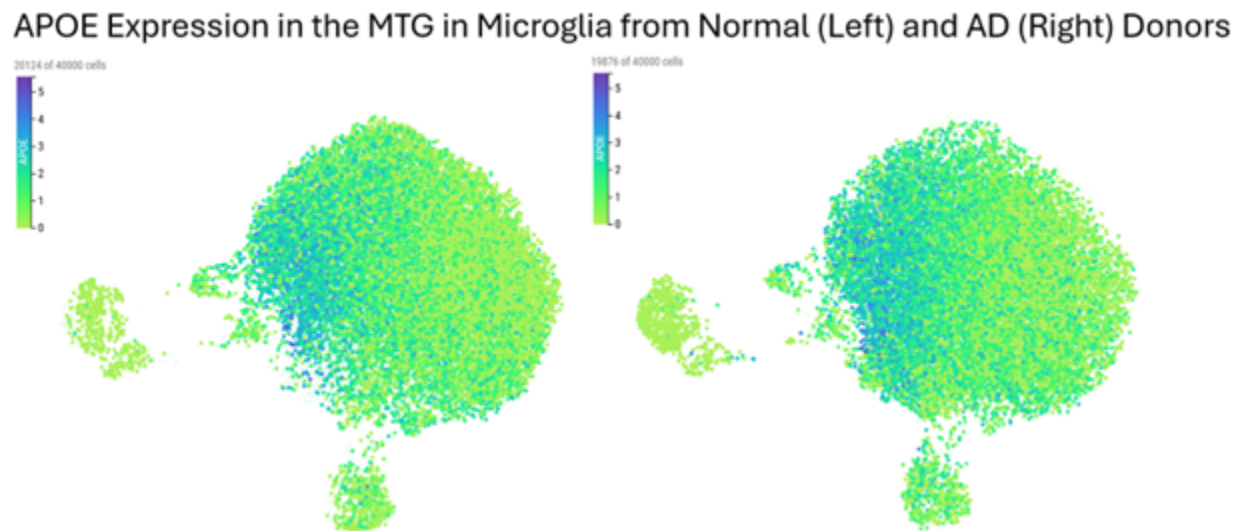 APOE Expression in the MTG in Microglia from Normal (Left) and AD (Right) Donors
20124 of 40000 cells
5
4
3
2
1
0
APOE
19876 of 40000 cells
5
4
3
2
1
0
APOE